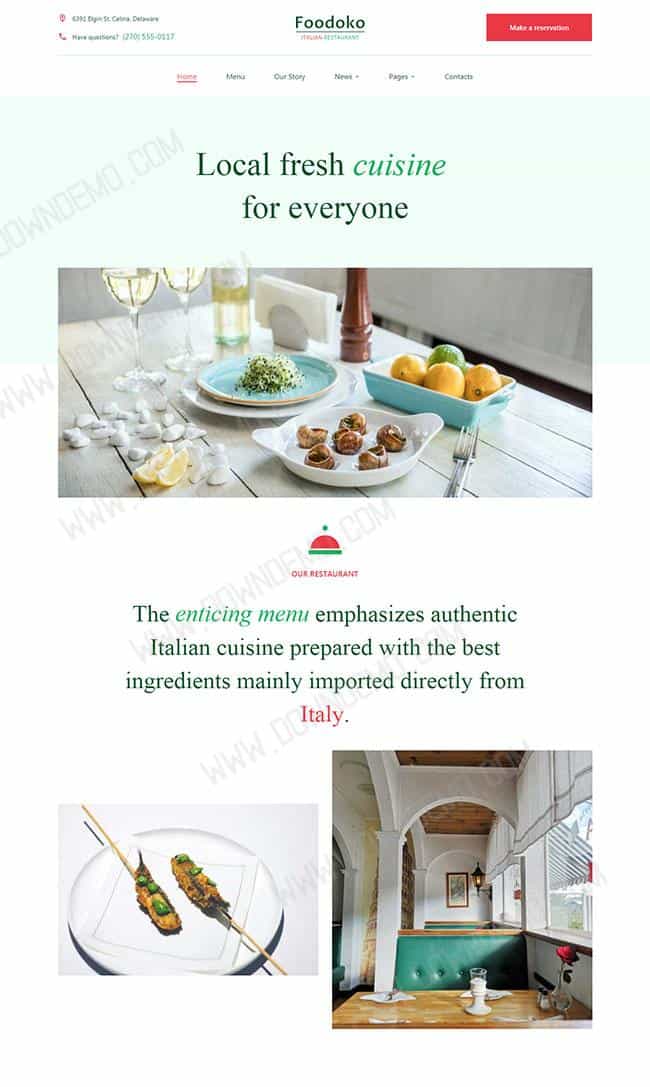 6391 Elgin St. Celina, Delaware
Have questions? (270) 555-0117
Foodoko
ITALIAN RESTAURANT
Make a reservation
Home Menu Our Story News Pages Contacts
Local fresh cuisine
for everyone
OUR RESTAURANT
The enticing menu emphasizes authentic
Italian cuisine prepared with the best
ingredients mainly imported directly from
Italy.
WWW.DOWNDEMO.COM